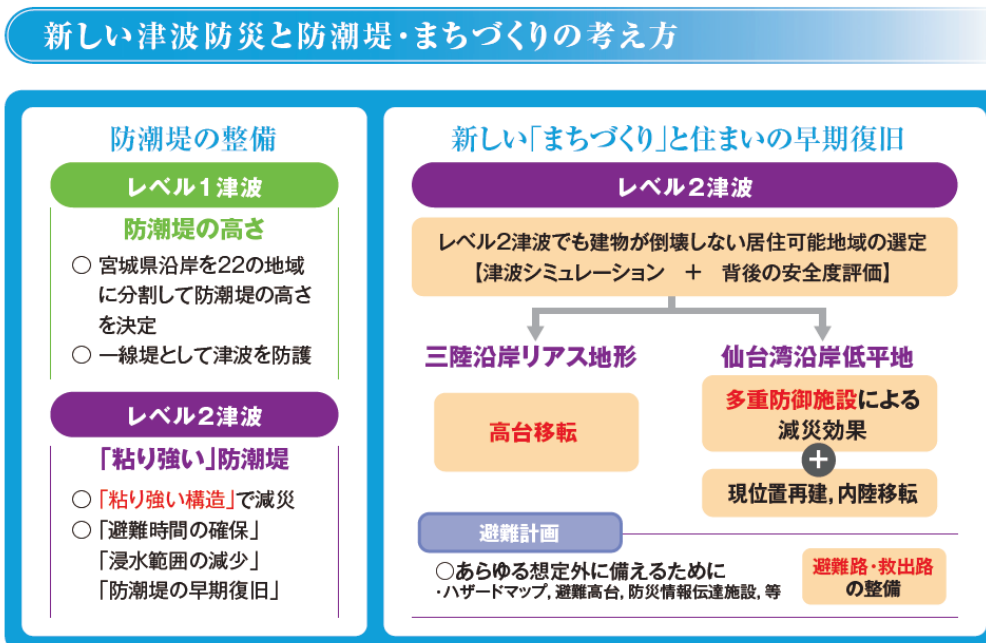 新しい津波防災と防潮堤・まちづくりの考え方
防潮堤の整備
レベル1津波
防潮堤の高さ
○ 宮城県沿岸を22の地域
に分割して防潮堤の高さ
を決定
○ 一線堤として津波を防護
レベル2津波
「粘り強い」防潮堤
○「粘り強い構造」で減災
○「避難時間の確保」
「浸水範囲の減少」
「防潮堤の早期復旧」
新しい「まちづくり」と住まいの早期復旧
レベル2津波
レベル2津波でも建物が倒壊しない居住可能地域の選定
【津波シミュレーション ＋ 背後の安全度評価】
三陸沿岸リアス地形
高台移転
仙台湾沿岸低平地
多重防御施設による
減災効果
＋
現位置再建,内陸移転
避難計画
○あらゆる想定外に備えるために
・ハザードマップ,避難高台,防災情報伝達施設,等
避難路・救出路
の整備